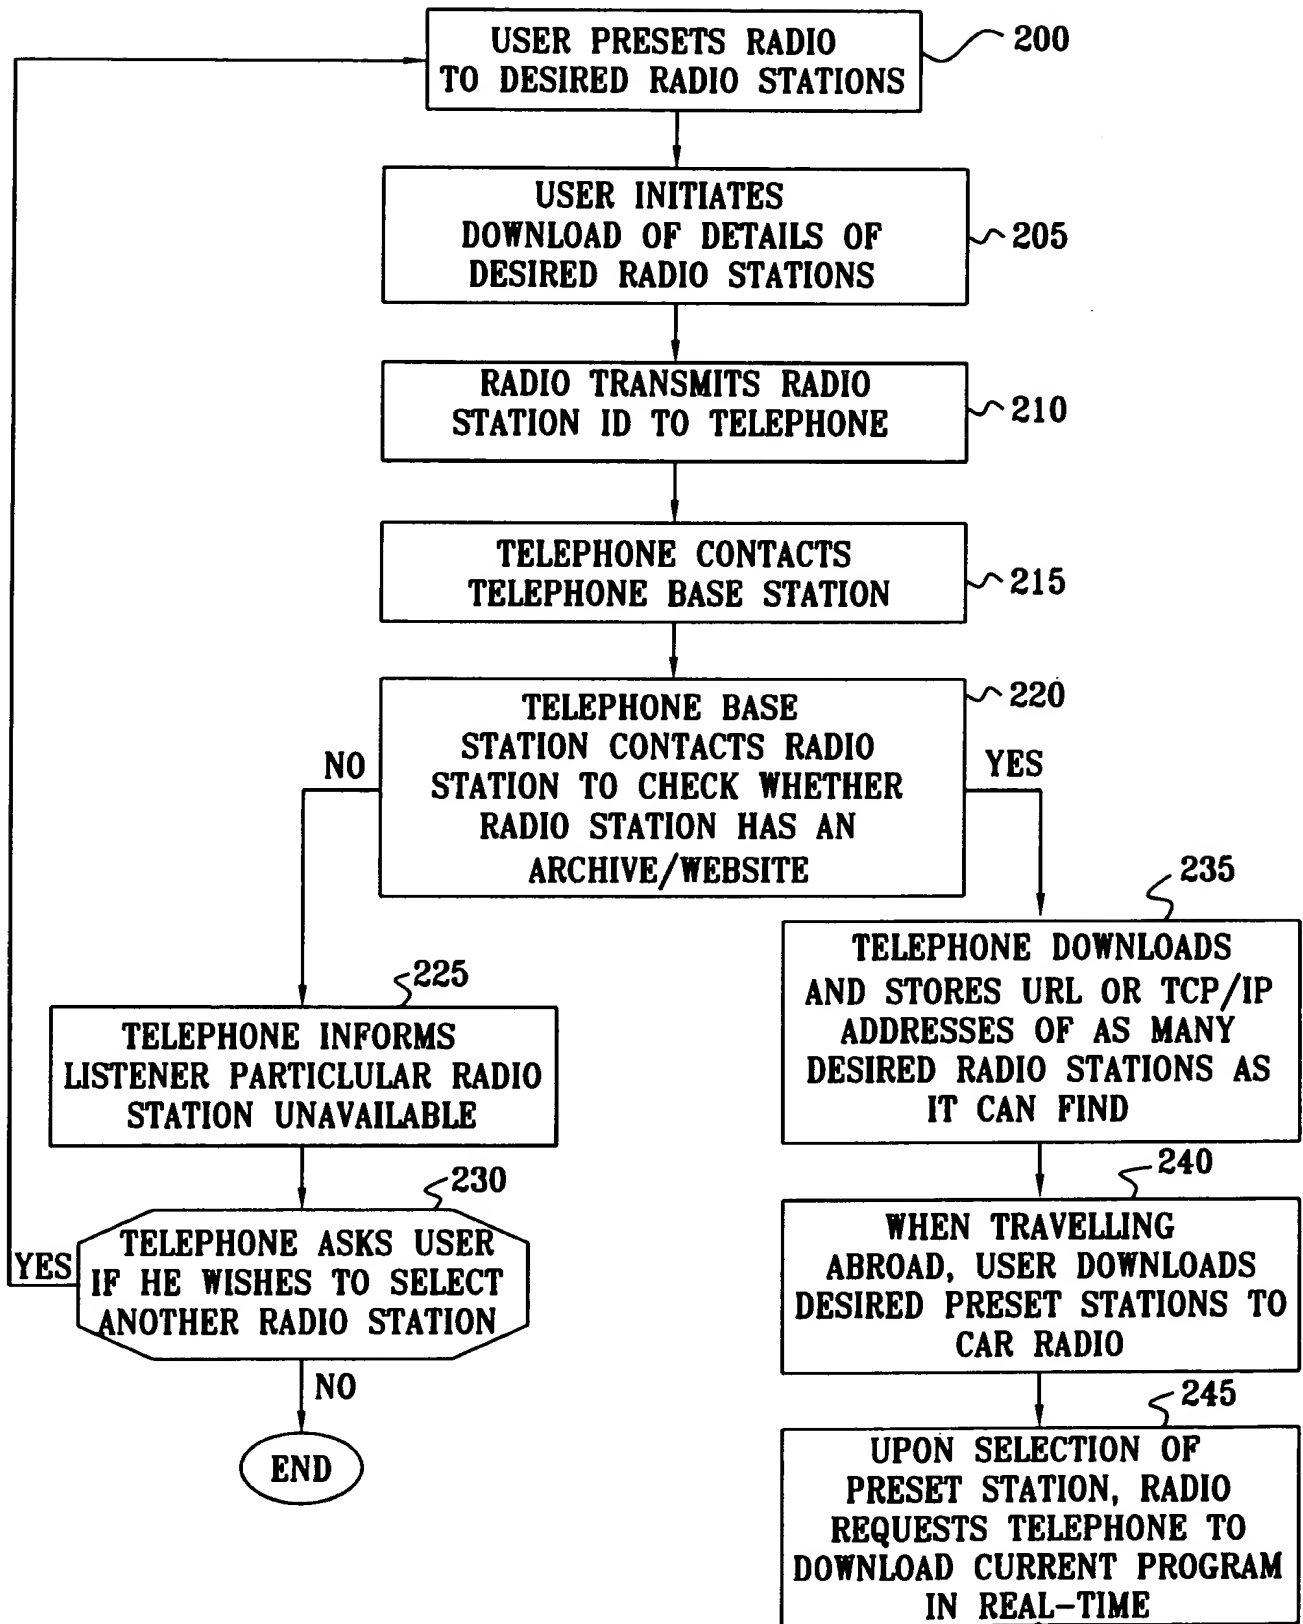 USER PRESETS RADIO
TO DESIRED RADIO STATIONS
200
USER INITIATES
DOWNLOAD OF DETAILS OF
DESIRED RADIO STATIONS
205
RADIO TRANSMITS RADIO
STATION ID TO TELEPHONE
210
TELEPHONE CONTACTS
TELEPHONE BASE STATION
215
TELEPHONE BASE
STATION CONTACTS RADIO
STATION TO CHECK WHETHER
RADIO STATION HAS AN
ARCHIVE/WEBSITE
220
NO
YES
225
TELEPHONE INFORMS
LISTENER PARTICLULAR RADIO
STATION UNAVAILABLE
230
TELEPHONE ASKS USER
IF HE WISHES TO SELECT
ANOTHER RADIO STATION
YES
NO
END
235
TELEPHONE DOWNLOADS
AND STORES URL OR TCP/IP
ADDRESSES OF AS MANY
DESIRED RADIO STATIONS AS
IT CAN FIND
240
WHEN TRAVELLING
ABROAD, USER DOWNLOADS
DESIRED PRESET STATIONS TO
CAR RADIO
245
UPON SELECTION OF
PRESET STATION, RADIO
REQUESTS TELEPHONE TO
DOWNLOAD CURRENT PROGRAM
IN REAL-TIME